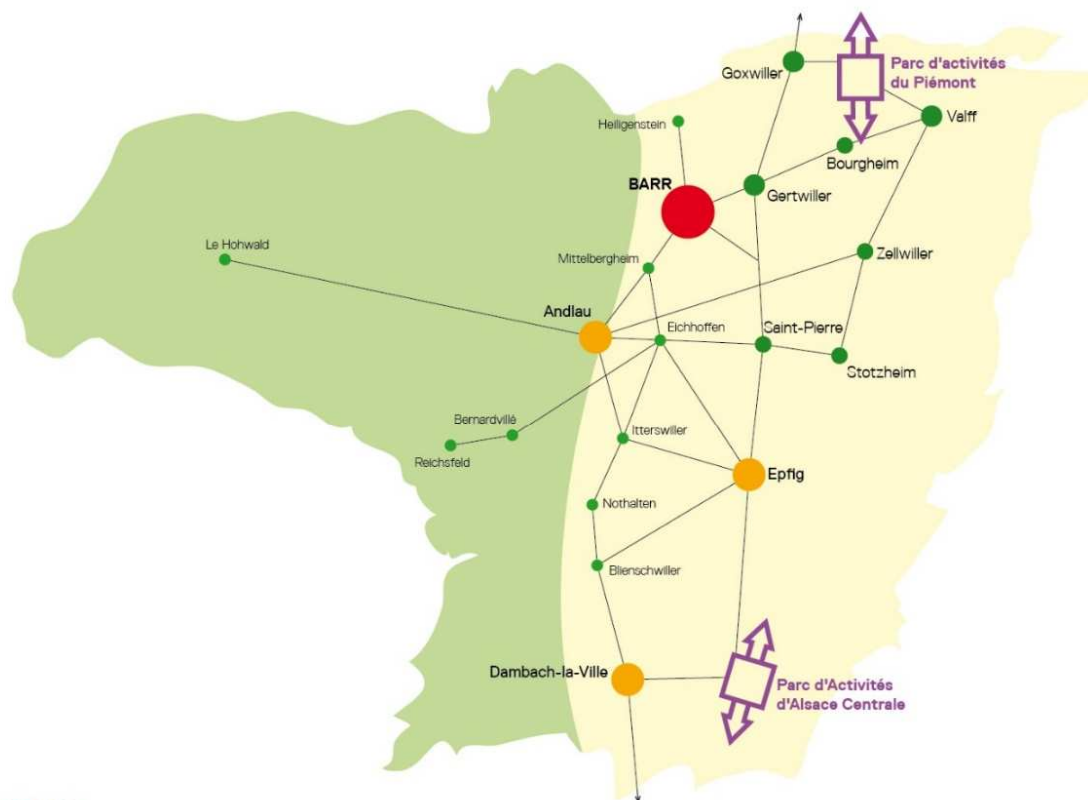 Goxwiller
Parc d'activités
du Piémont
Valff
Heiligenstein
Bourgheim
BARR
Gertwiller
Le Hohwald
Mittelbergheim
Zellwiller
Andlau
Eichhoffen
Saint-Pierre
Stotzheim
Bernardvillé
Itterswiller
Reichsfeld
Epfig
Nothalten
Blienschwiller
Dambach-la-Ville
Parc d'Activités
d'Alsace Centrale